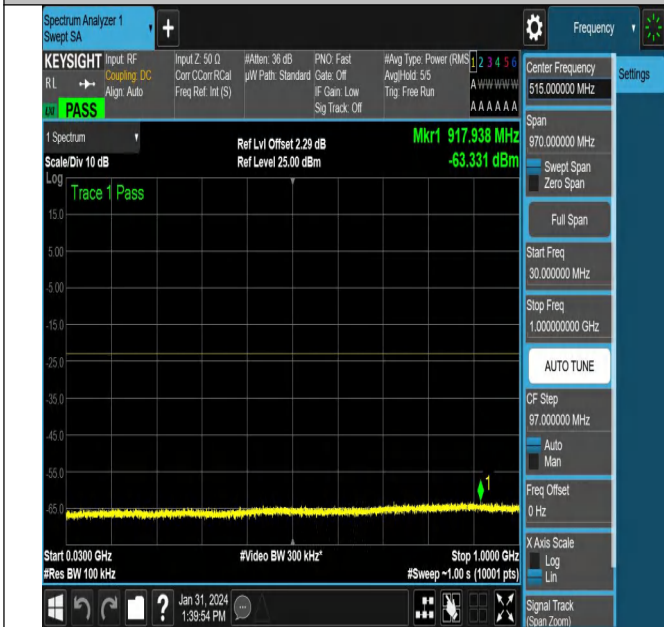 Spectrum Analyzer 1
Swept SA
Frequency
KEYSIGHT
Input: RF
Coupling: DC
Align: Auto
Input Z: 50 Ω
Corr CCorr RCal
Freq Ref: Int (S)
#Atten: 36 dB
µW Path: Standard
PNO: Fast
Gate: Off
IF Gain: Low
Sig Track: Off
#Avg Type: Power (RMS
Avg|Hold: 5/5
Trig: Free Run
1 2 3 4 5 6
A W W W W W
A A A A A A
RL
LXI
PASS
1 Spectrum
Scale/Div 10 dB
Ref Lvl Offset 2.29 dB
Ref Level 25.00 dBm
Mkr1 917.938 MHz
-63.331 dBm
Log
Trace 1 Pass
15.0
5.00
-5.00
-15.0
-25.0
-35.0
-45.0
-55.0
-65.0
1
Start 0.0300 GHz
#Res BW 100 kHz
#Video BW 300 kHz*
Stop 1.0000 GHz
#Sweep ~1.00 s (10001 pts)
Jan 31, 2024
1:39:54 PM
Center Frequency
515.000000 MHz
Settings
Span
970.000000 MHz
Swept Span
Zero Span
Full Span
Start Freq
30.000000 MHz
Stop Freq
1.000000000 GHz
AUTO TUNE
CF Step
97.000000 MHz
Auto
Man
Freq Offset
0 Hz
X Axis Scale
Log
Lin
Signal Track
(Span Zoom)